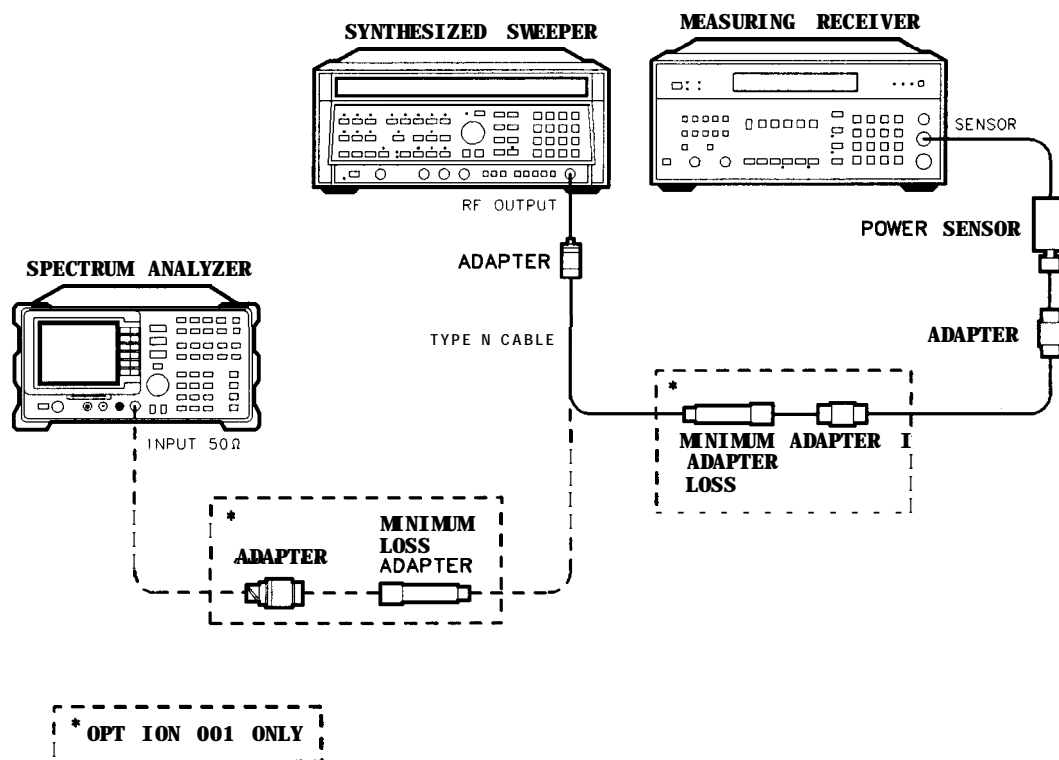 SYNTHESIZED SWEEPER
MEASURING RECEIVER
SENSOR
RF OUTPUT
POWER SENSOR
ADAPTER
SPECTRUM ANALYZER
TYPE N CABLE
ADAPTER
*
INPUT 50Ω
MINIMUM ADAPTER
ADAPTER
LOSS
*
MINIMUM
LOSS
ADAPTER
ADAPTER
* OPT ION 001 ONLY